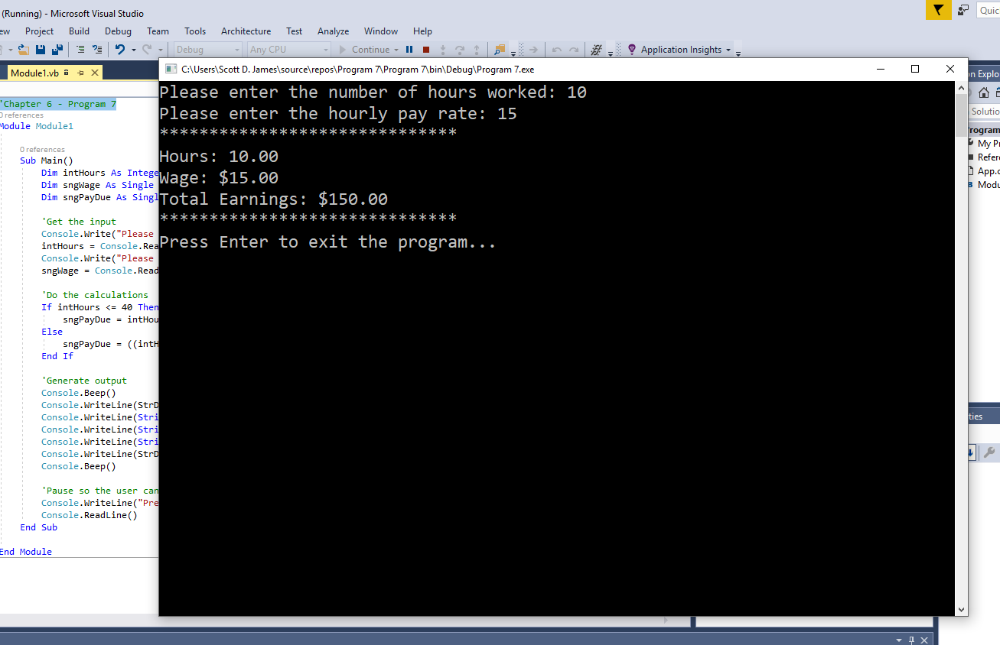 (Running) - Microsoft Visual Studio
Quic
ew Project Build Debug Team Tools Architecture Test Analyze Window Help
Debug Any CPU Continue Application Insights
Module1.vb
C:\Users\Scott D. James\source\repos\Program 7\Program 7\bin\Debug\Program 7.exe
Please enter the number of hours worked: 10
Please enter the hourly pay rate: 15
******************************
Hours: 10.00
Wage: $15.00
Total Earnings: $150.00
******************************
Press Enter to exit the program...
'Chapter 6 - Program 7
0 references
Module Module1
0 references
Sub Main()
Dim intHours As Intege
Dim sngWage As Single
Dim sngPayDue As Singl
'Get the input
Console.Write("Please
intHours = Console.Rea
Console.Write("Please
sngWage = Console.Read
'Do the calculations
If intHours <= 40 Then
sngPayDue = intHou
Else
sngPayDue = ((intH
End If
'Generate output
Console.Beep()
Console.WriteLine(StrD
Console.WriteLine(Stri
Console.WriteLine(Stri
Console.WriteLine(Stri
Console.WriteLine(StrD
Console.Beep()
'Pause so the user can
Console.WriteLine("Pre
Console.ReadLine()
End Sub
End Module
on Explo
Solutio
rogram
My Pr
Refer
App.c
Modu
ties